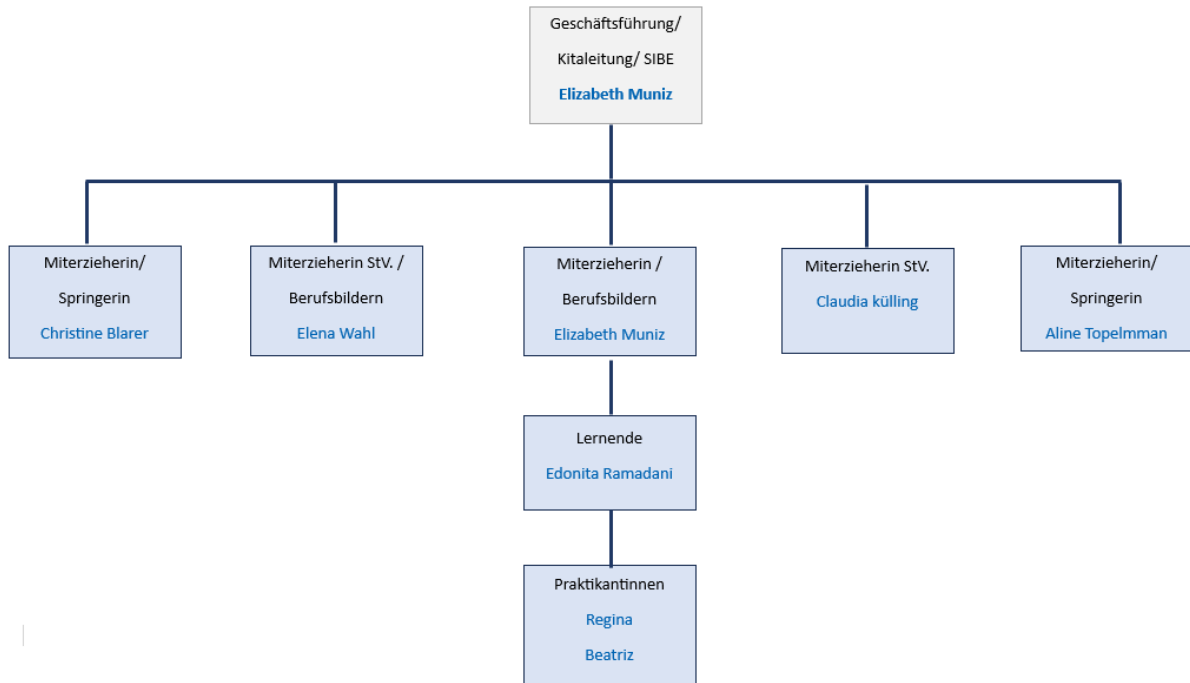 Geschäftsführung/
Kitaleitung/ SIBE
Elizabeth Muniz
Miterzieherin/
Springerin
Christine Blarer
Miterzieherin StV. /
Berufsbildern
Elena Wahl
Miterzieherin /
Berufsbildern
Elizabeth Muniz
Miterzieherin StV.
Claudia külling
Miterzieherin/
Springerin
Aline Topelmman
Lernende
Edonita Ramadani
Praktikantinnen
Regina
Beatriz